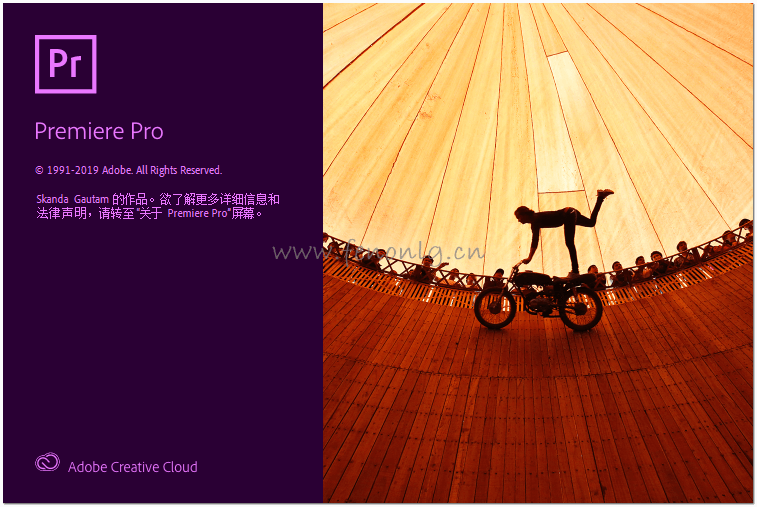 Pr
Premiere Pro
© 1991-2019 Adobe. All Rights Reserved.
Skanda Gautam 的作品。欲了解更多详细信息和
法律声明，请转至“关于 Premiere Pro”屏幕。
Adobe Creative Cloud